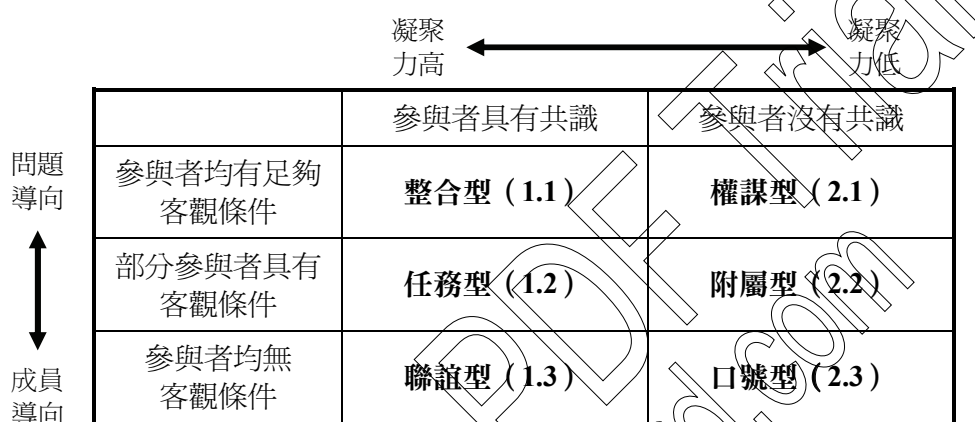 凝聚
力高
凝聚
力低
參與者具有共識
參與者沒有共識
問題
導向
參與者均有足夠
客觀條件
整合型（1.1）
權謀型（2.1）
部分參與者具有
客觀條件
任務型（1.2）
附屬型（2.2）
成員
導向
參與者均無
客觀條件
聯誼型（1.3）
口號型（2.3）
PDF Trial